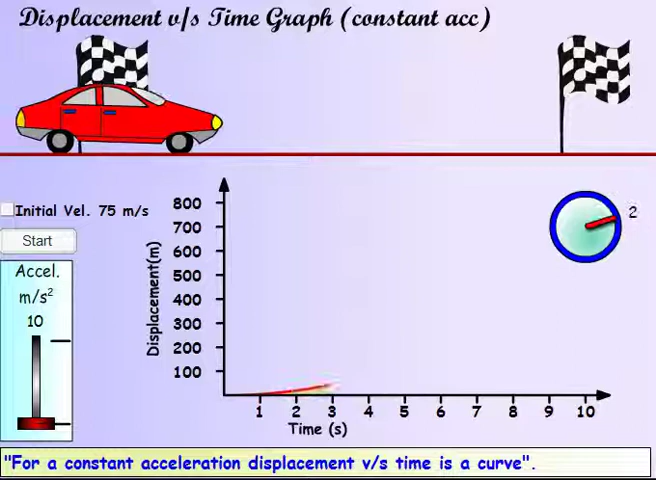 Displacement v/s Time Graph (constant acc)
Initial Vel. 75 m/s
Start
Accel.
m/s²
10
2
Displacement(m)
800
700
600
500
400
300
200
100
1 2 3 4 5 6 7 8 9 10
Time (s)
"For a constant acceleration displacement v/s time is a curve".